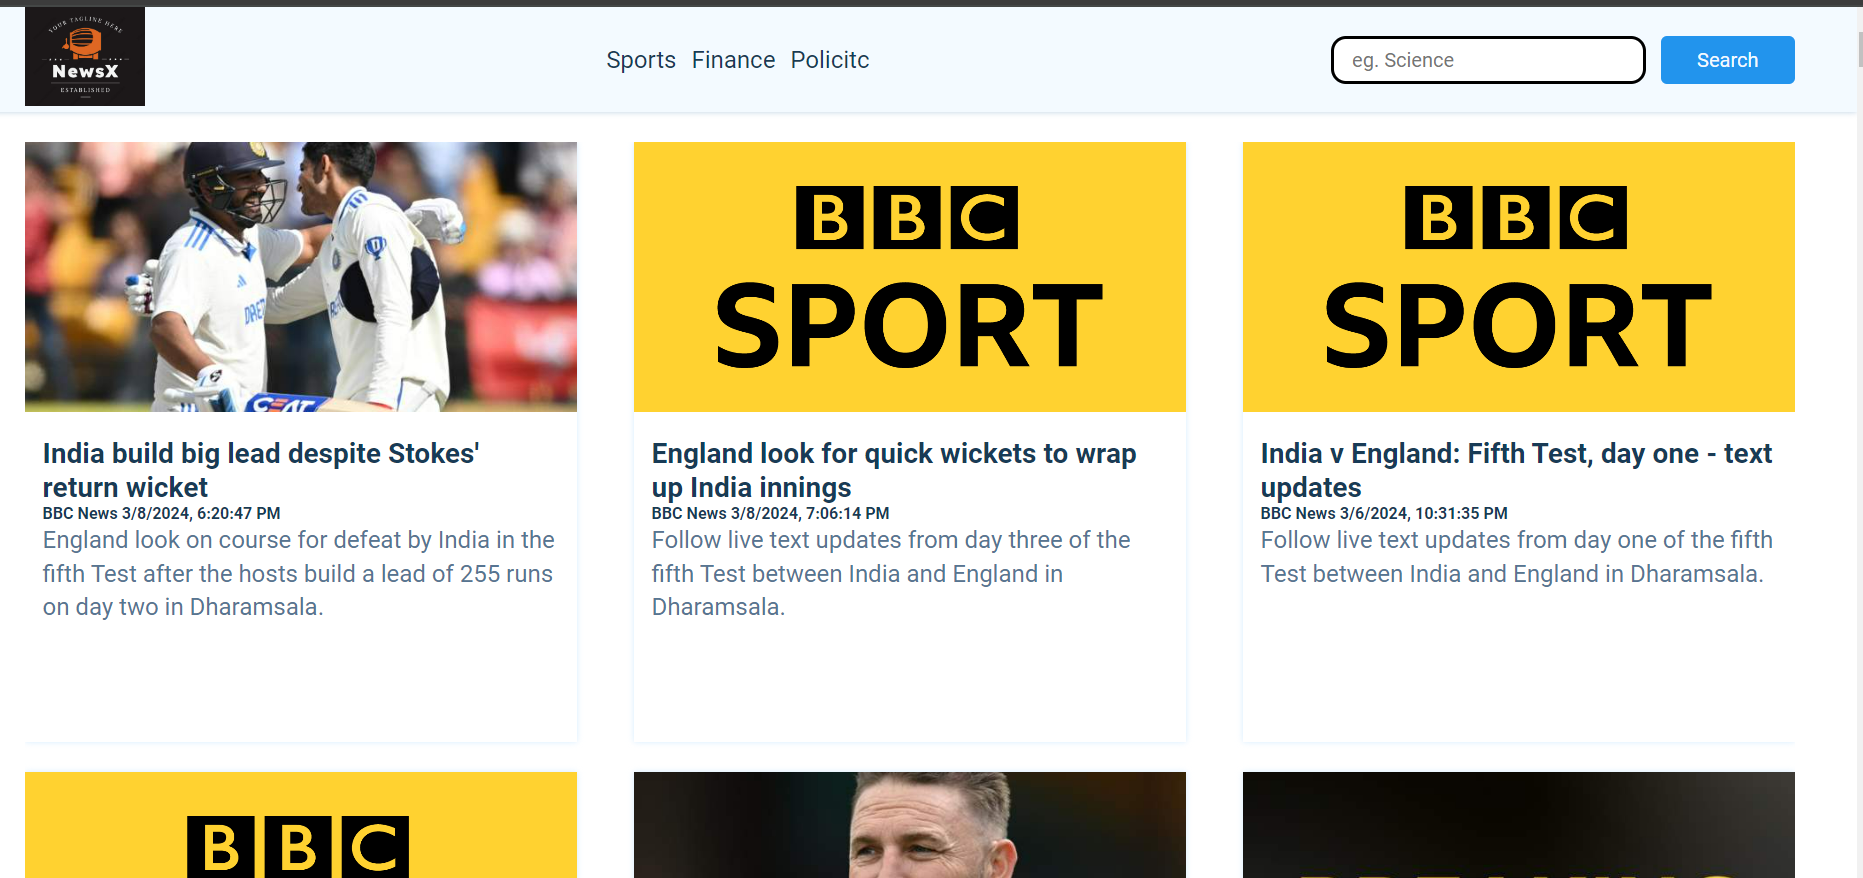 YOUR TAGLINE HERE
NewsX
ESTABLISHED
Sports Finance Policitc
eg. Science
Search
CEAT
BBC
SPORT
BBC
SPORT
India build big lead despite Stokes'
return wicket
BBC News 3/8/2024, 6:20:47 PM
England look on course for defeat by India in the
fifth Test after the hosts build a lead of 255 runs
on day two in Dharamsala.
England look for quick wickets to wrap
up India innings
BBC News 3/8/2024, 7:06:14 PM
Follow live text updates from day three of the
fifth Test between India and England in
Dharamsala.
India v England: Fifth Test, day one - text
updates
BBC News 3/6/2024, 10:31:35 PM
Follow live text updates from day one of the fifth
Test between India and England in Dharamsala.
BBC